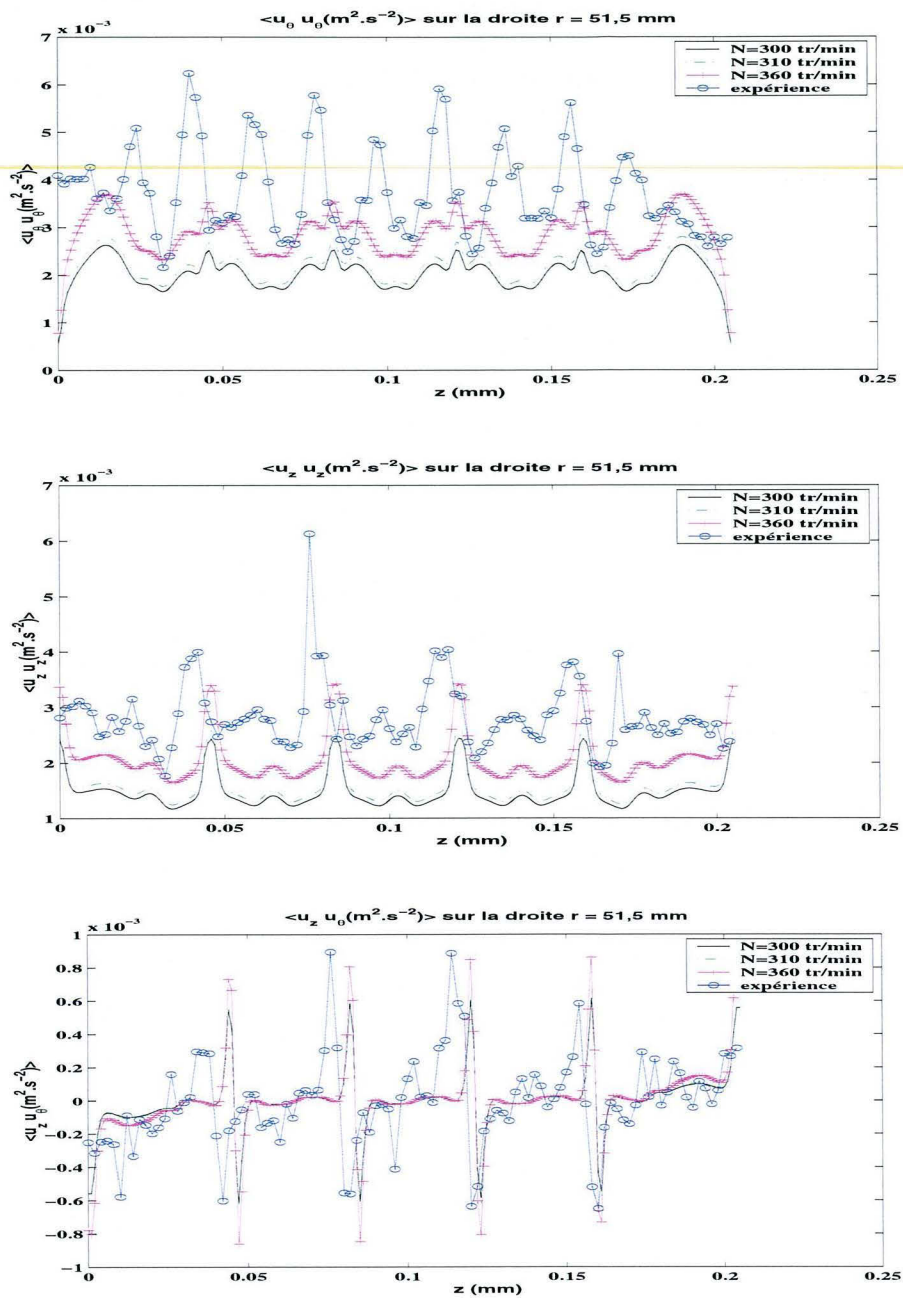 <u_θ u_θ(m².s⁻²)> sur la droite r = 51,5 mm
x 10⁻³
7
6
5
4
3
2
1
0
<u_θ u_θ(m².s⁻²)>
N=300 tr/min
N=310 tr/min
N=360 tr/min
expérience
0 0.05 0.1 0.15 0.2 0.25
z (mm)
<u_z u_z(m².s⁻²)> sur la droite r = 51,5 mm
x 10⁻³
7
6
5
4
3
2
1
<u_z u_z(m².s⁻²)>
N=300 tr/min
N=310 tr/min
N=360 tr/min
expérience
0 0.05 0.1 0.15 0.2 0.25
z (mm)
<u_z u_θ(m².s⁻²)> sur la droite r = 51,5 mm
x 10⁻³
1
0.8
0.6
0.4
0.2
0
−0.2
−0.4
−0.6
−0.8
−1
<u_z u_θ(m².s⁻²)>
N=300 tr/min
N=310 tr/min
N=360 tr/min
expérience
0 0.05 0.1 0.15 0.2 0.25
z (mm)